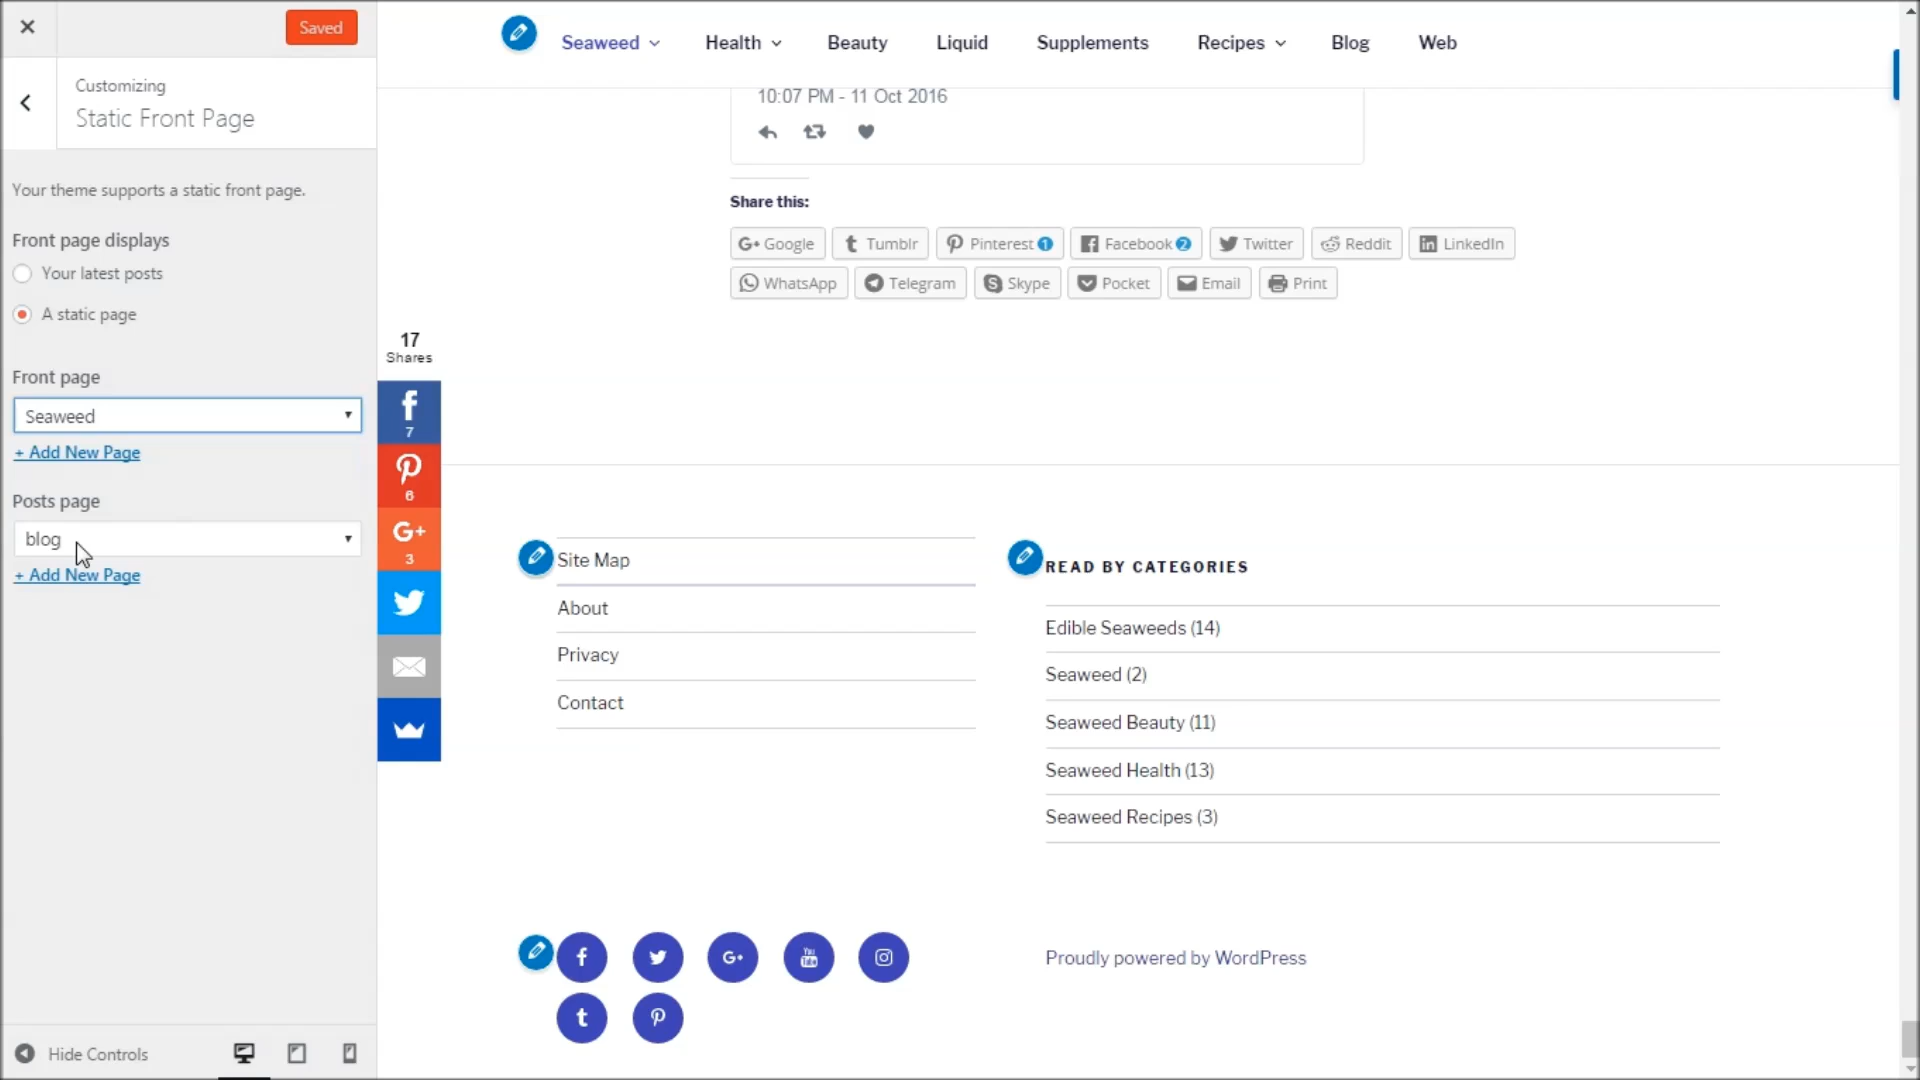 Saved
Customizing
Static Front Page
Your theme supports a static front page.
Front page displays
Your latest posts
A static page
Front page
Seaweed
+ Add New Page
Posts page
blog
+ Add New Page
Hide Controls
Seaweed Health Beauty Liquid Supplements Recipes Blog Web
10:07 PM - 11 Oct 2016
Share this:
G+ Google Tumblr Pinterest 1 Facebook 2 Twitter Reddit LinkedIn
WhatsApp Telegram Skype Pocket Email Print
17
Shares
7
6
G+
3
Site Map
About
Privacy
Contact
READ BY CATEGORIES
Edible Seaweeds (14)
Seaweed (2)
Seaweed Beauty (11)
Seaweed Health (13)
Seaweed Recipes (3)
G+ You Tube
Proudly powered by WordPress